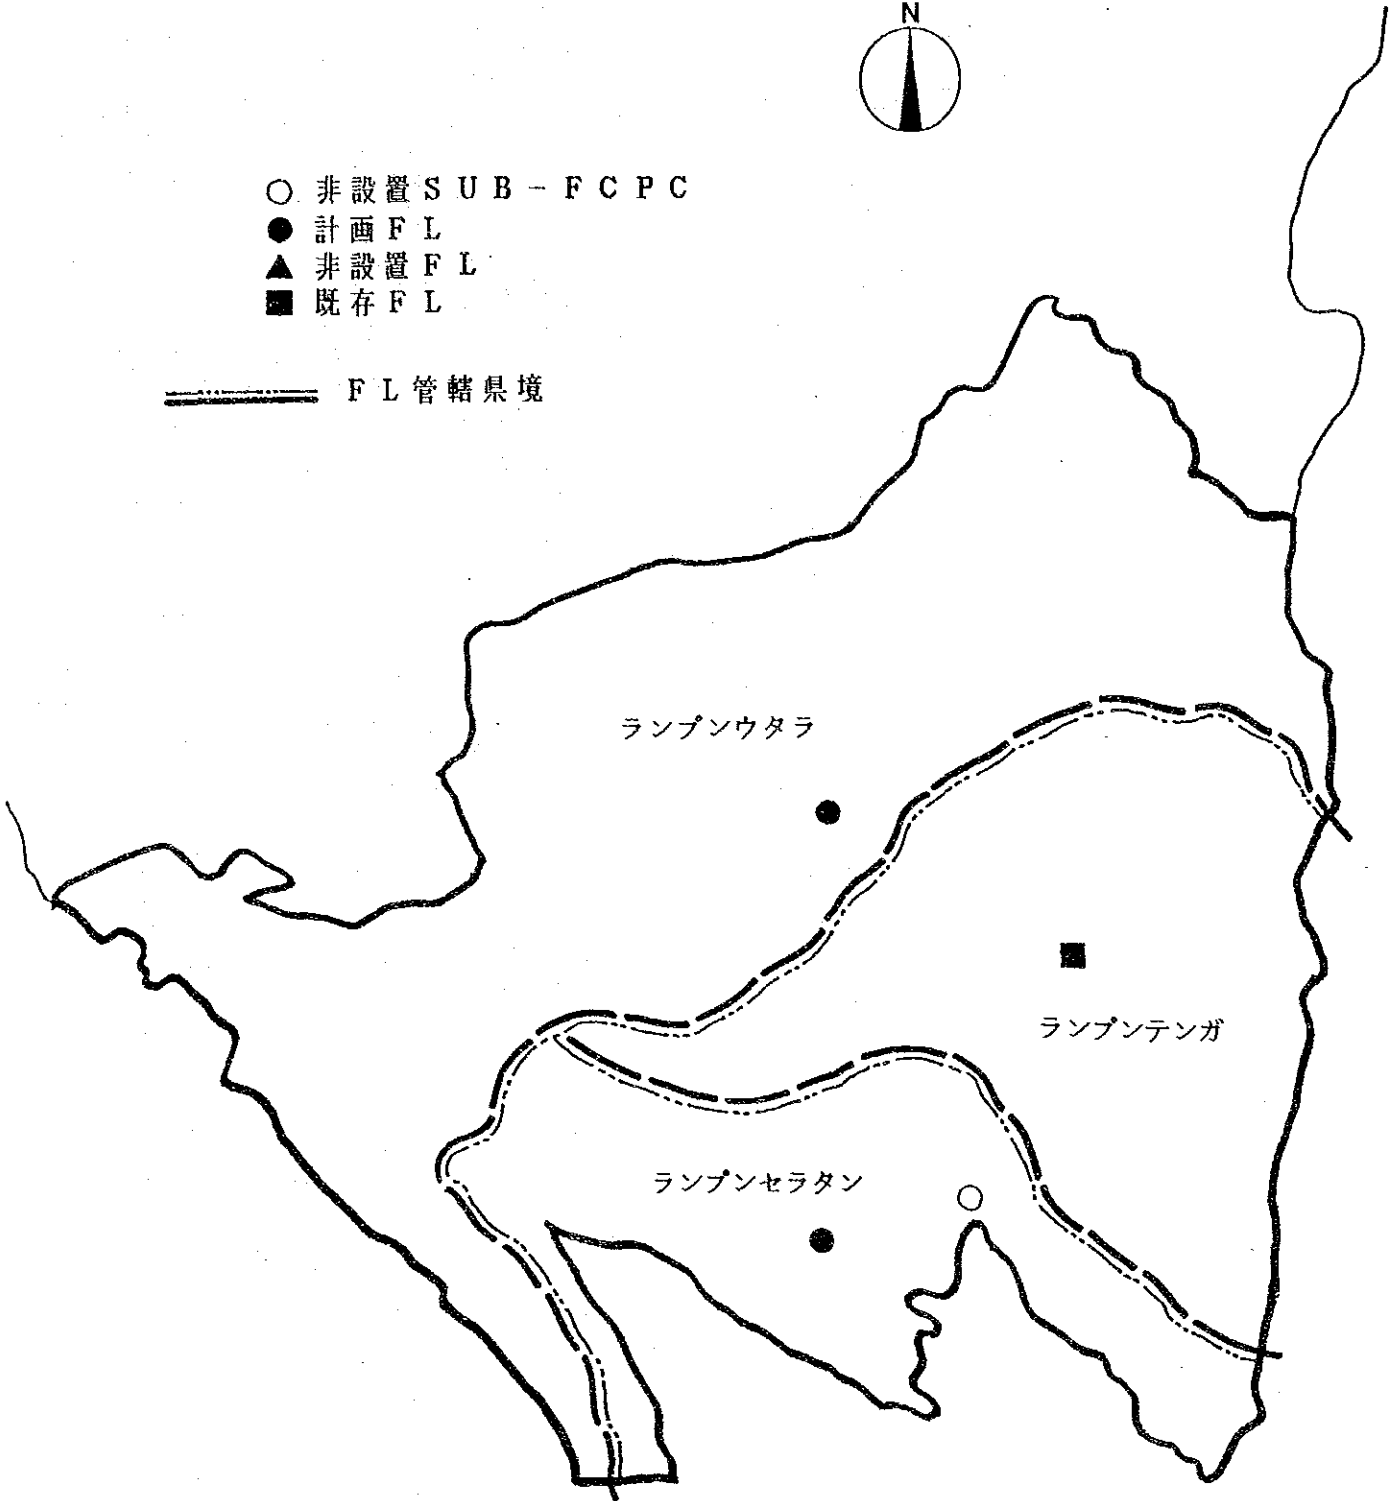 N
○ 非設置SUB-FCPC
● 計画FL
▲ 非設置FL
■ 既存FL
FL管轄県境
ランプンウタラ
ランプンテンガ
ランプンセラタン